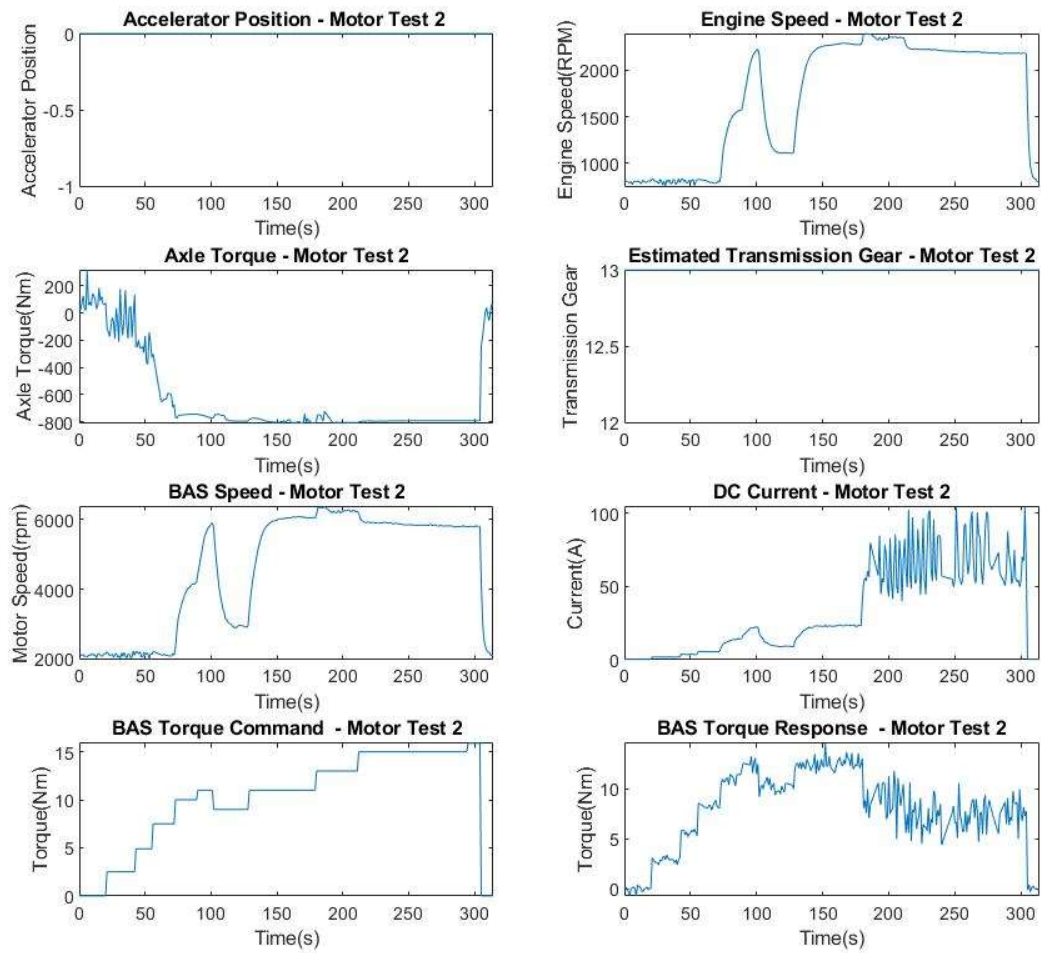 Accelerator Position - Motor Test 2
Accelerator Position
0
-0.5
-1
0 50 100 150 200 250 300
Time(s)
Engine Speed - Motor Test 2
Engine Speed(RPM)
2000
1500
1000
0 50 100 150 200 250 300
Time(s)
Axle Torque - Motor Test 2
Axle Torque(Nm)
200
0
-200
-400
-600
-800
0 50 100 150 200 250 300
Time(s)
Estimated Transmission Gear - Motor Test 2
Transmission Gear
13
12.5
12
0 50 100 150 200 250 300
Time(s)
BAS Speed - Motor Test 2
Motor Speed(rpm)
6000
4000
2000
0 50 100 150 200 250 300
Time(s)
DC Current - Motor Test 2
Current(A)
100
50
0
0 50 100 150 200 250 300
Time(s)
BAS Torque Command - Motor Test 2
Torque(Nm)
15
10
5
0
0 50 100 150 200 250 300
Time(s)
BAS Torque Response - Motor Test 2
Torque(Nm)
10
5
0
0 50 100 150 200 250 300
Time(s)